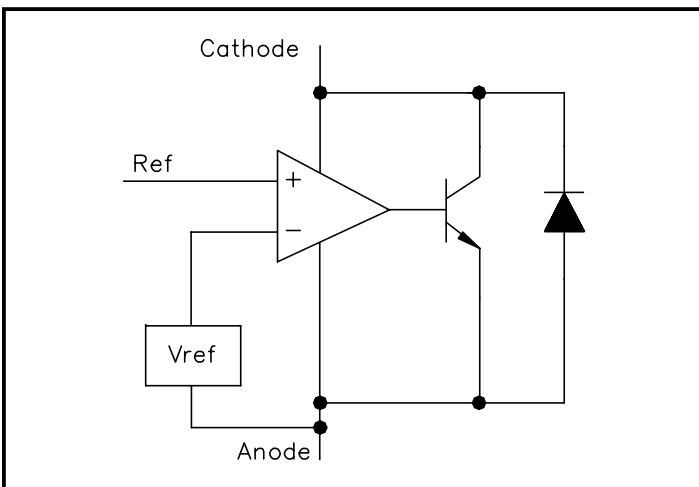 Cathode
Ref
+
−
Vref
Anode